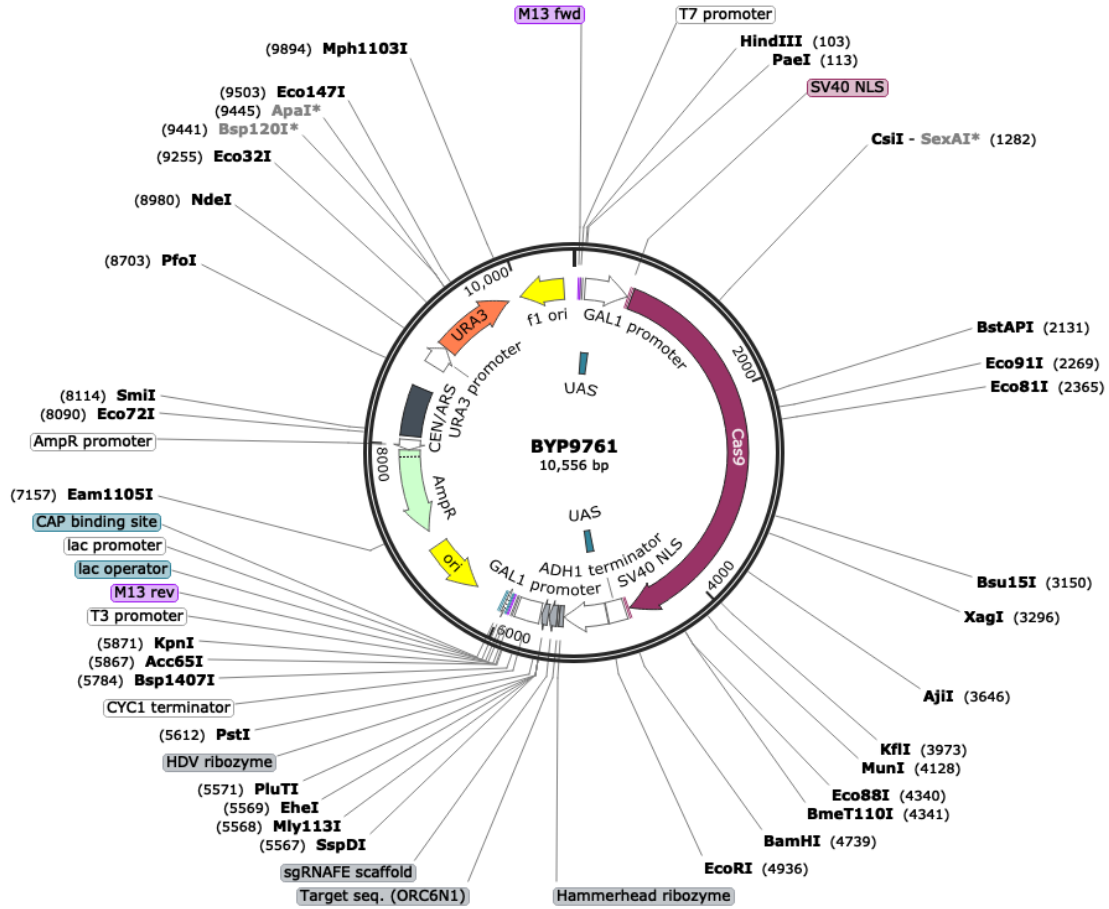 M13 fwd
T7 promoter
HindIII (103)
PaeI (113)
SV40 NLS
CsiI - SexAI* (1282)
BstAPI (2131)
Eco91I (2269)
Eco81I (2365)
Bsu15I (3150)
XagI (3296)
AjiI (3646)
KflI (3973)
MunI (4128)
Eco88I (4340)
BmeT110I (4341)
BamHI (4739)
EcoRI (4936)
Hammerhead ribozyme
Target seq. (ORC6N1)
sgRNAFE scaffold
(5567) SspDI
(5568) Mly113I
(5569) EheI
(5571) PluTI
HDV ribozyme
(5612) PstI
CYC1 terminator
(5784) Bsp1407I
(5867) Acc65I
(5871) KpnI
T3 promoter
M13 rev
lac operator
lac promoter
CAP binding site
(7157) Eam1105I
AmpR promoter
(8090) Eco72I
(8114) SmiI
(8703) PfoI
(8980) NdeI
(9255) Eco32I
(9441) Bsp120I*
(9445) ApaI*
(9503) Eco147I
(9894) Mph1103I
10,000
2000
4000
6000
8000
f1 ori
GAL1 promoter
UAS
URA3
URA3 promoter
CEN/ARS
Cas9
BYP9761
10,556 bp
AmpR
ori
UAS
ADH1 terminator
SV40 NLS
GAL1 promoter